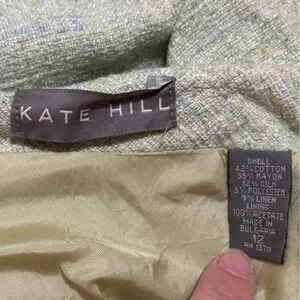 KATE HILL
SHELL
42% COTTON
36% RAYON
12% SILK
5% POLYESTER
5% LINEN
LINING
100% ACETATE
MADE IN
BULGARIA
12